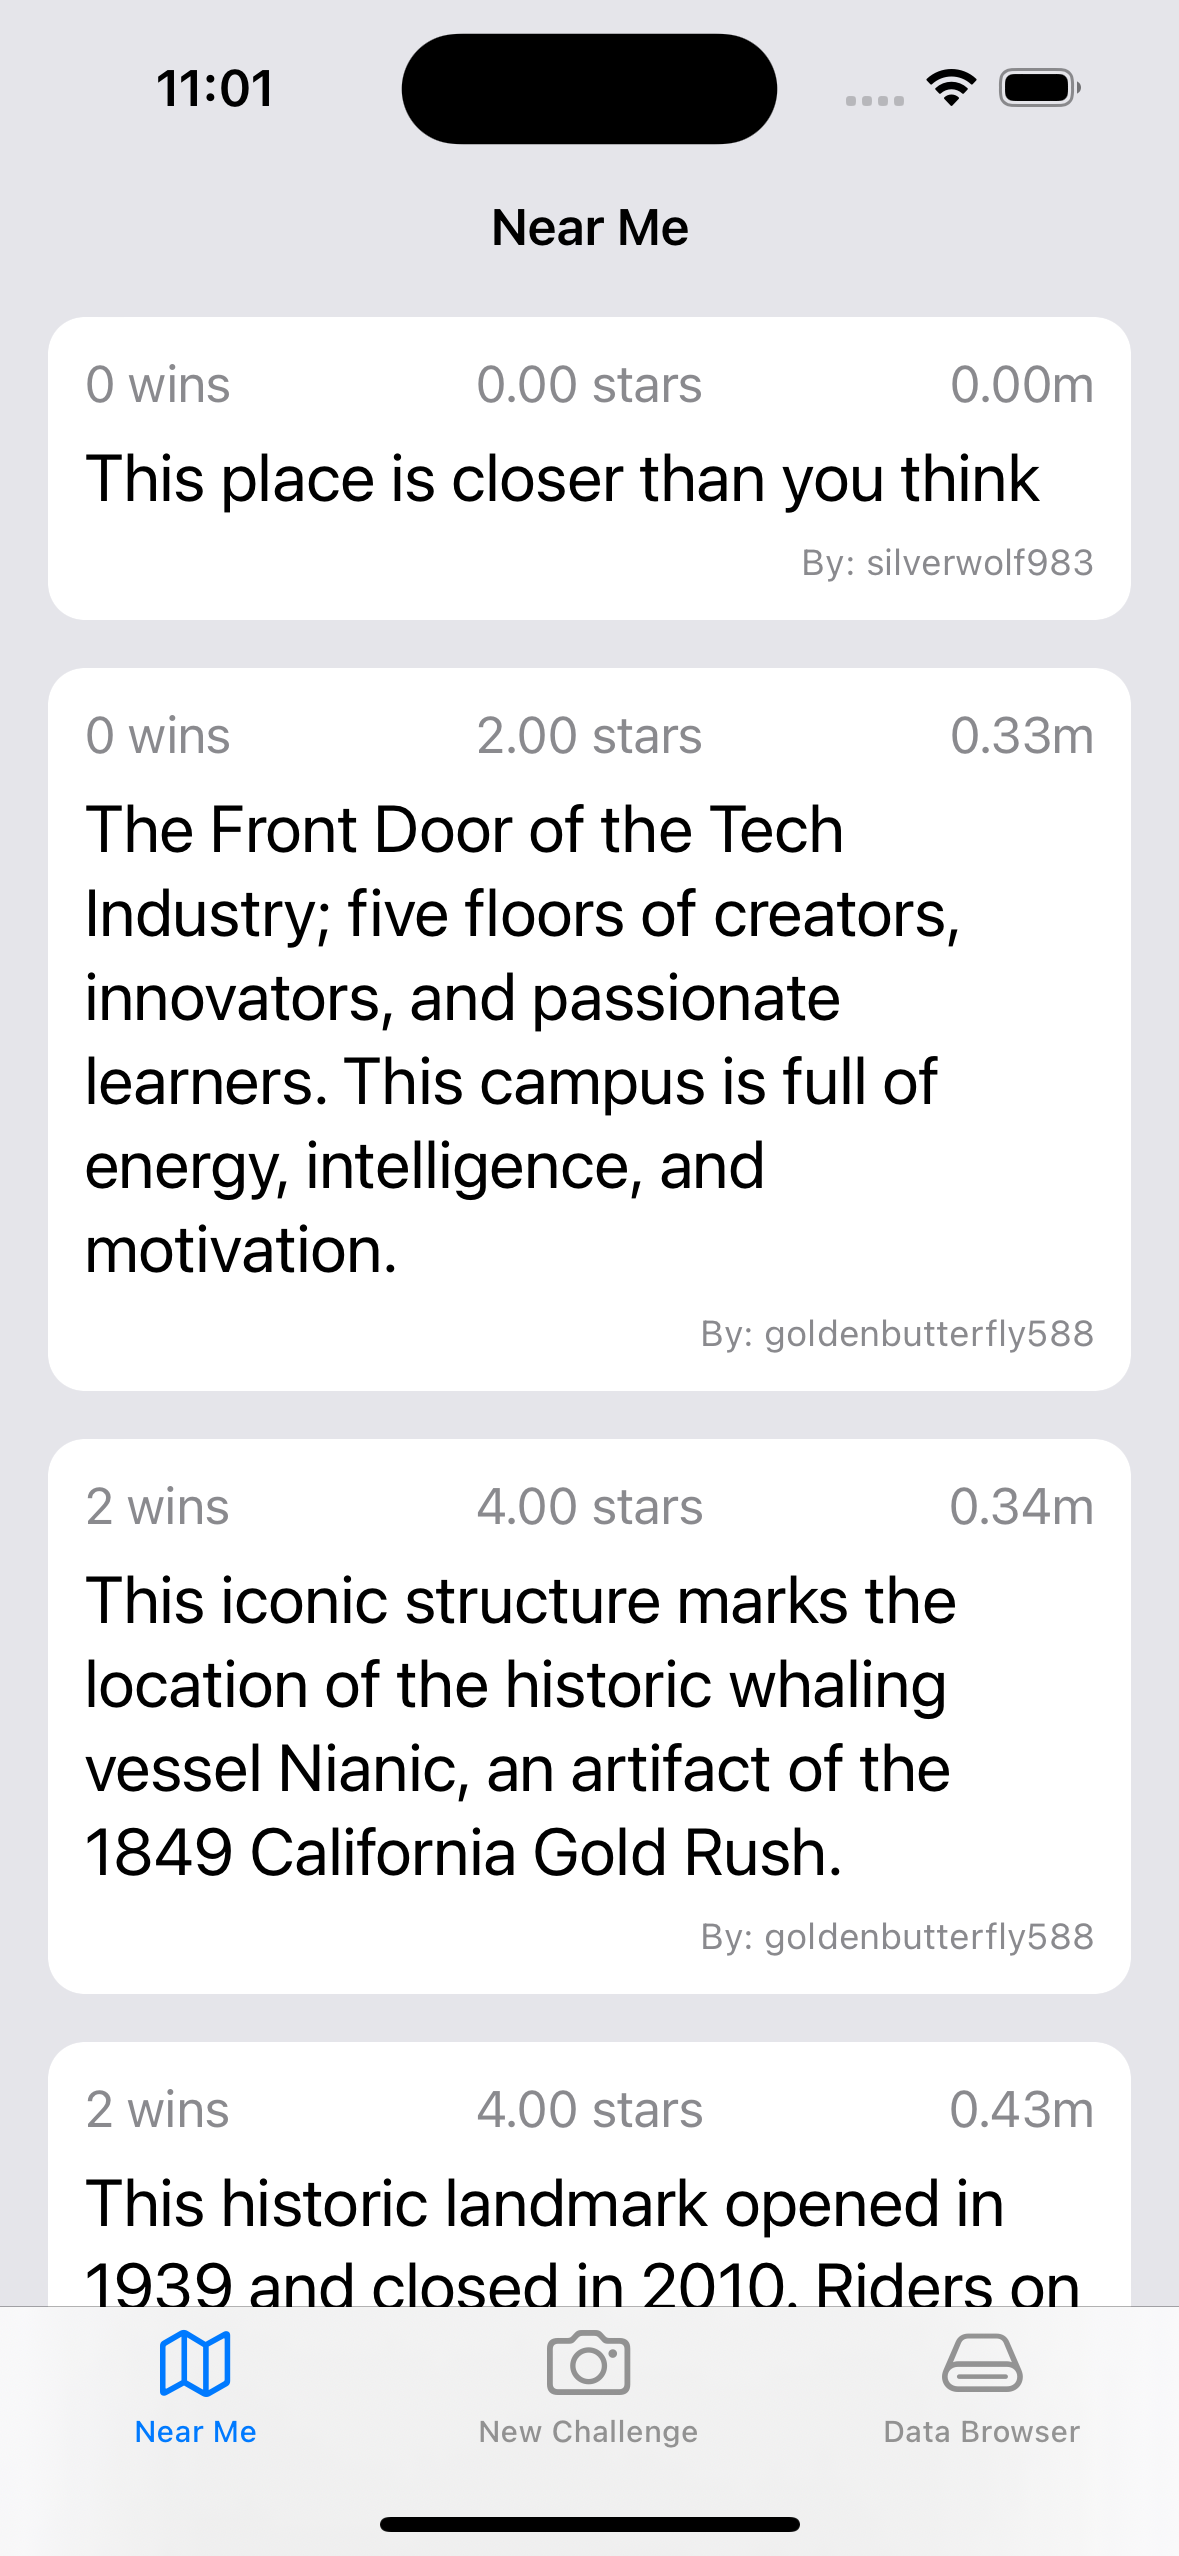 11:01
Near Me
0 wins 0.00 stars 0.00m
This place is closer than you think
By: silverwolf983
0 wins 2.00 stars 0.33m
The Front Door of the Tech
Industry; five floors of creators,
innovators, and passionate
learners. This campus is full of
energy, intelligence, and
motivation.
By: goldenbutterfly588
2 wins 4.00 stars 0.34m
This iconic structure marks the
location of the historic whaling
vessel Nianic, an artifact of the
1849 California Gold Rush.
By: goldenbutterfly588
2 wins 4.00 stars 0.43m
This historic landmark opened in
1939 and closed in 2010. Riders on
Near Me New Challenge Data Browser